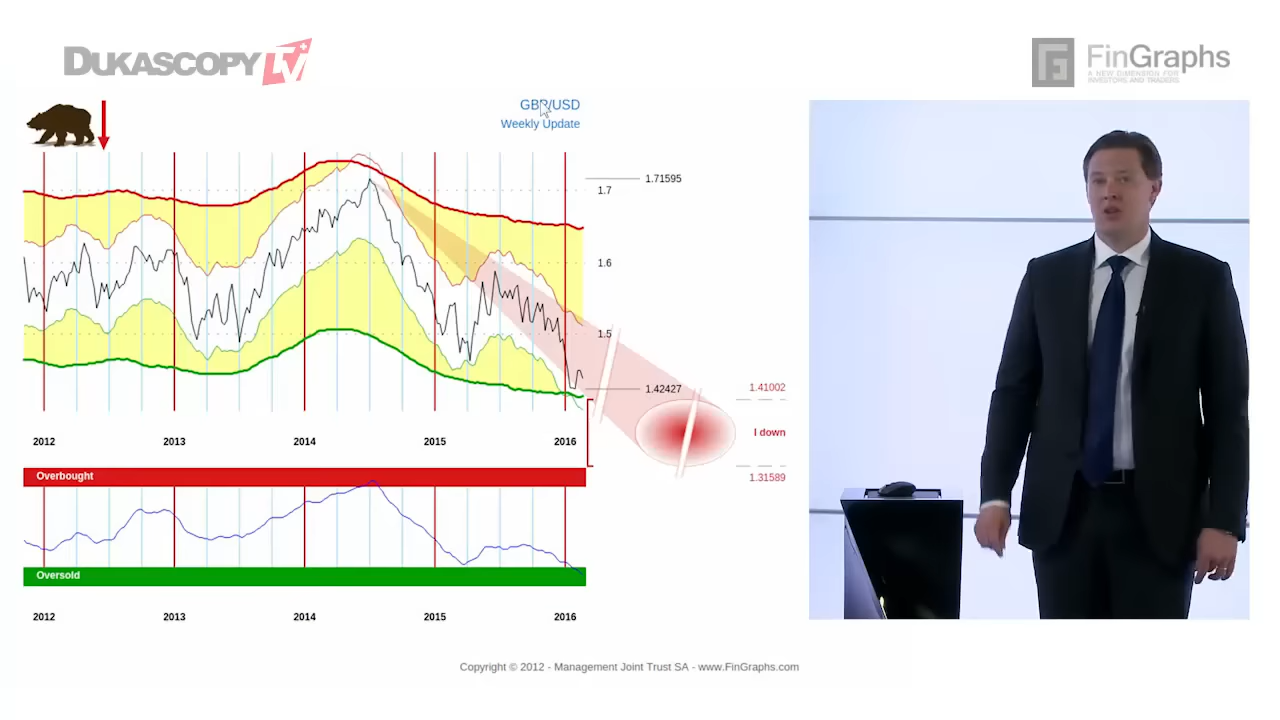 DUKASCOPY TV
FinGraphs
A NEW DIMENSION FOR
INVESTORS AND TRADERS
GBP/USD
Weekly Update
1.71595
1.7
1.6
1.5
1.42427
1.41002
I down
1.31589
2012 2013 2014 2015 2016
Overbought
Oversold
2012 2013 2014 2015 2016
Copyright © 2012 - Management Joint Trust SA - www.FinGraphs.com